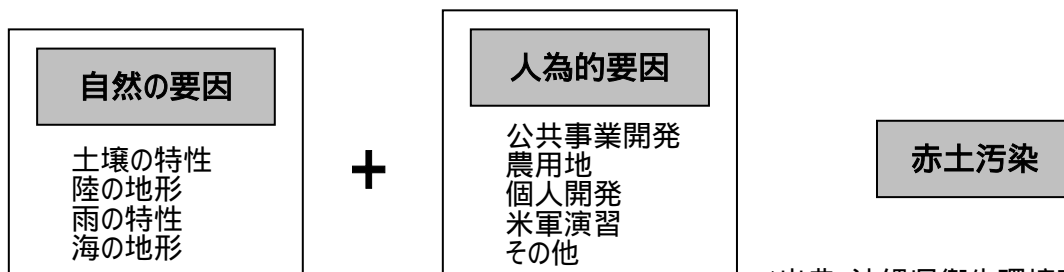 自然の要因
土壌の特性
陸の地形
雨の特性
海の地形
+
人為的要因
公共事業開発
農用地
個人開発
米軍演習
その他
赤土汚染